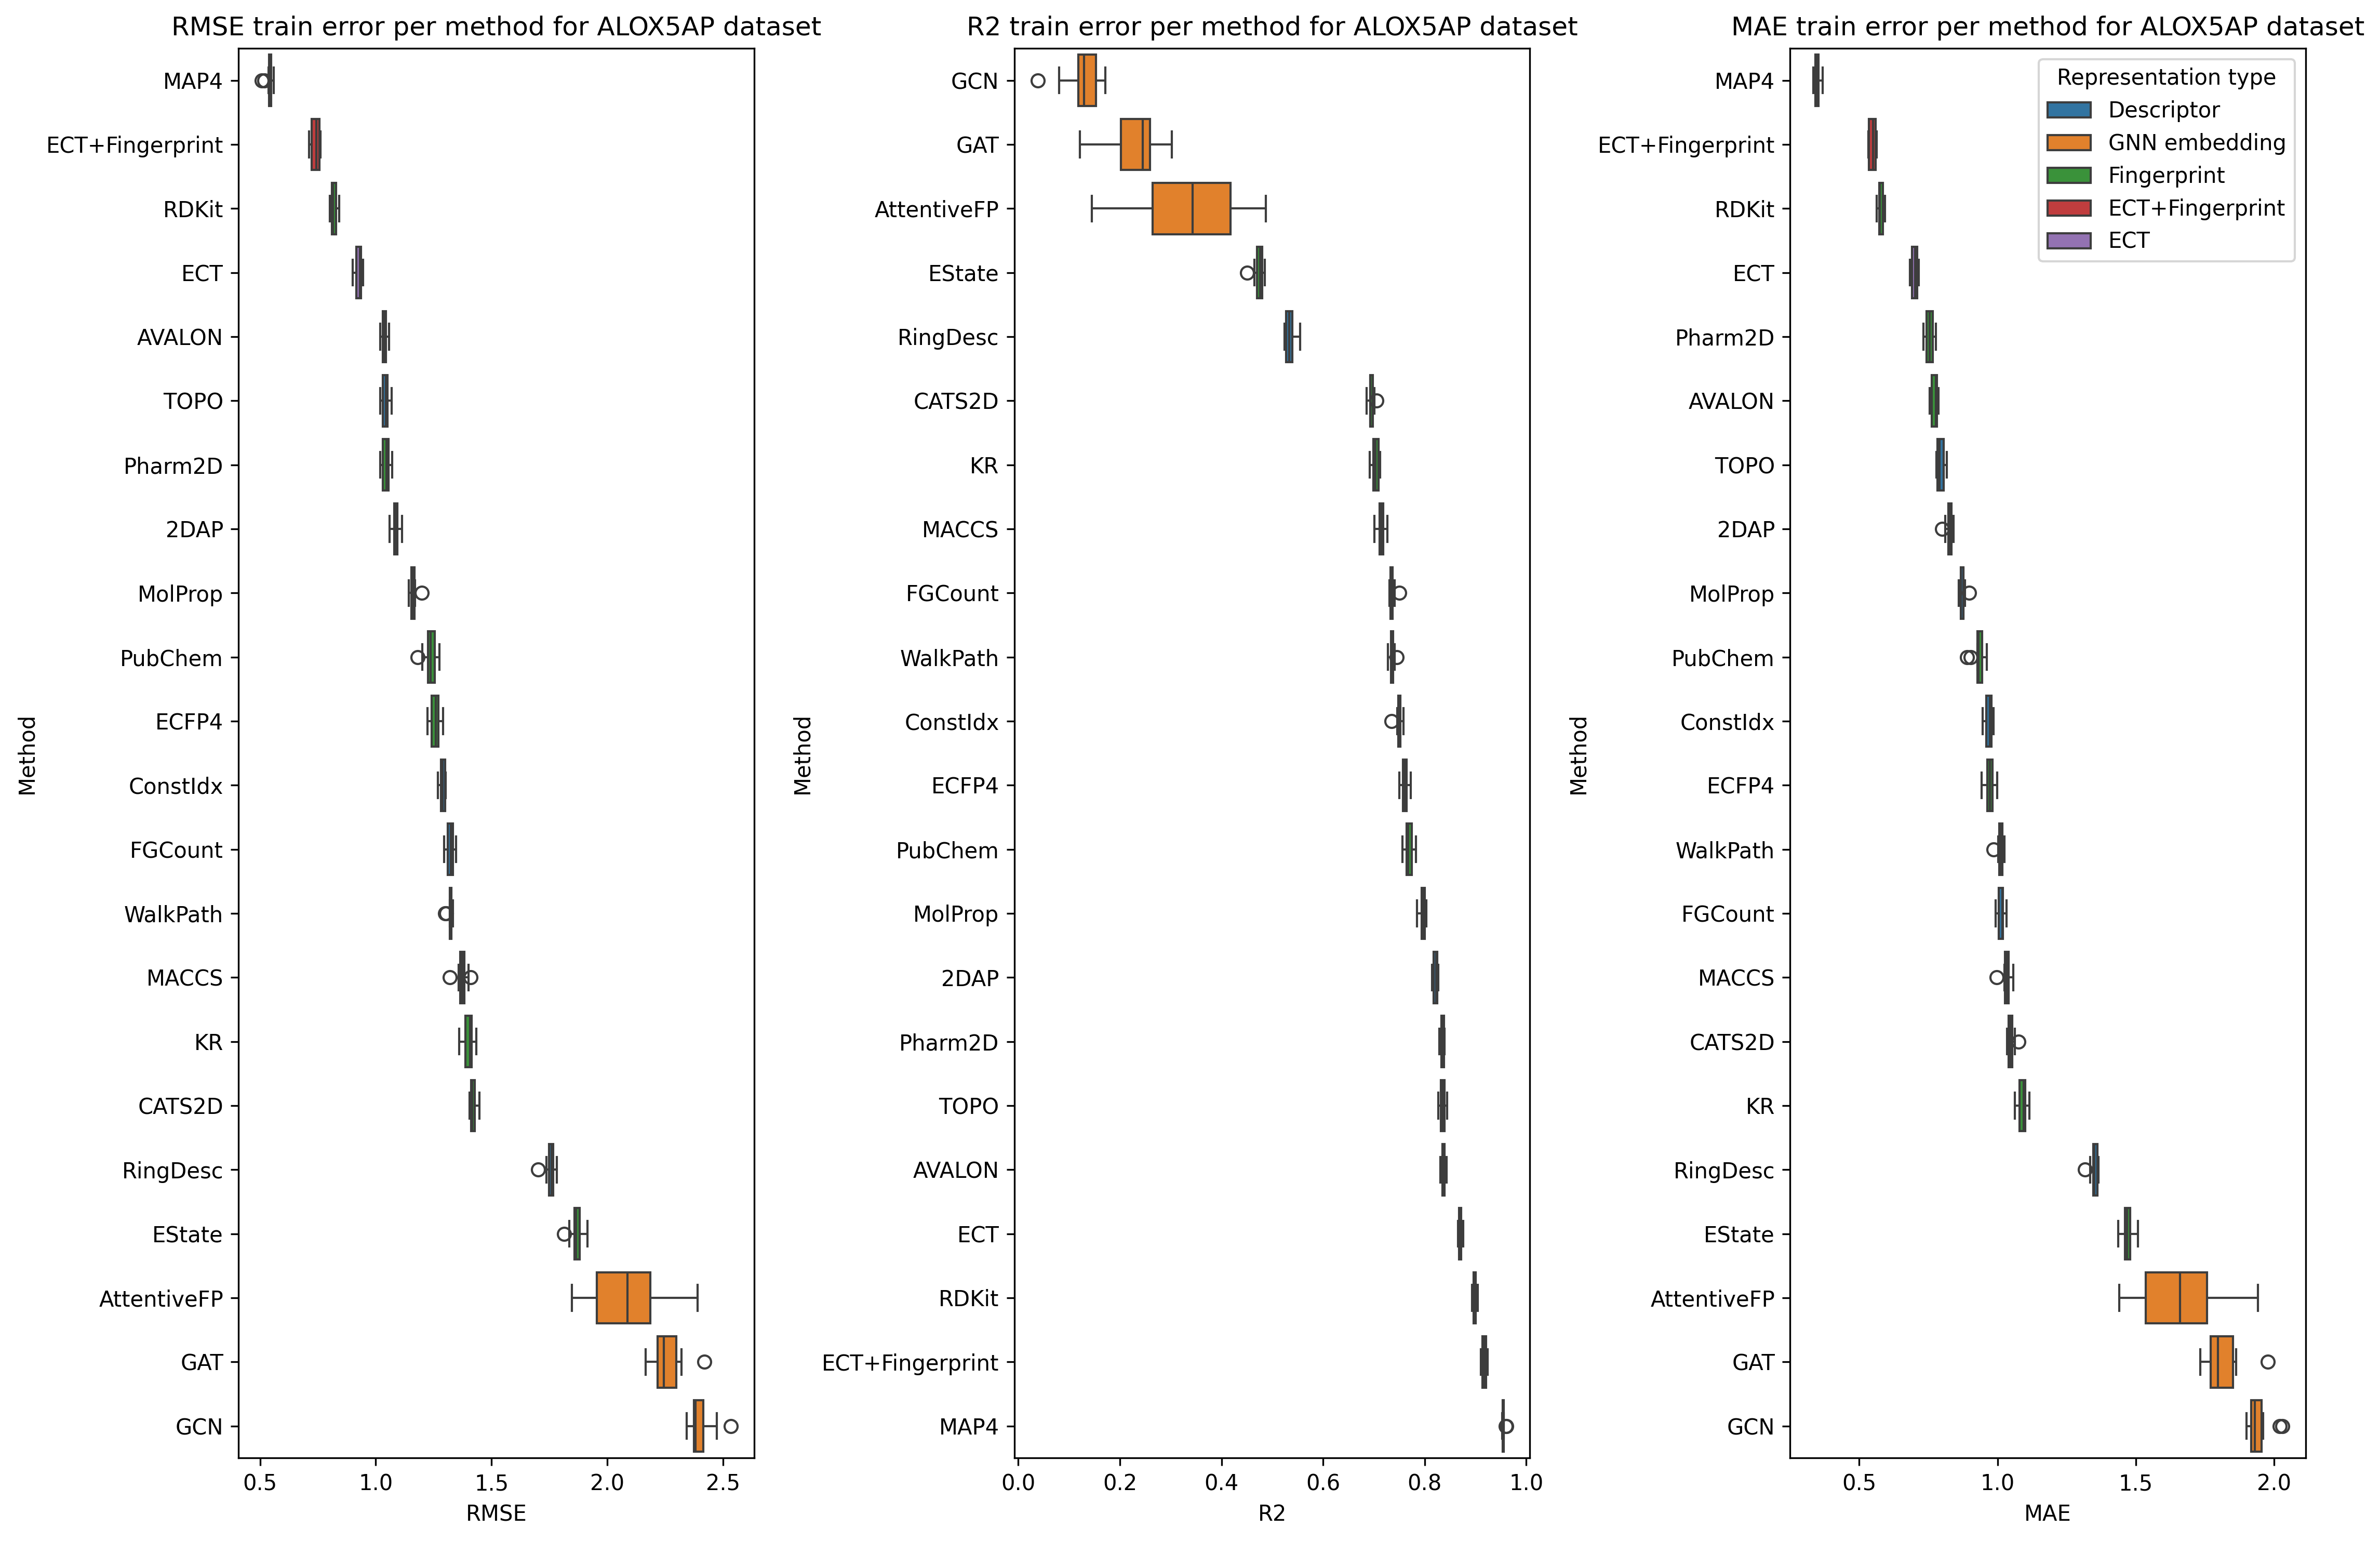 RMSE train error per method for ALOX5AP dataset
Method
MAP4
ECT+Fingerprint
RDKit
ECT
AVALON
TOPO
Pharm2D
2DAP
MolProp
PubChem
ECFP4
ConstIdx
FGCount
WalkPath
MACCS
KR
CATS2D
RingDesc
EState
AttentiveFP
GAT
GCN
0.5 1.0 1.5 2.0 2.5
RMSE
R2 train error per method for ALOX5AP dataset
Method
GCN
GAT
AttentiveFP
EState
RingDesc
CATS2D
KR
MACCS
FGCount
WalkPath
ConstIdx
ECFP4
PubChem
MolProp
2DAP
Pharm2D
TOPO
AVALON
ECT
RDKit
ECT+Fingerprint
MAP4
0.0 0.2 0.4 0.6 0.8 1.0
R2
MAE train error per method for ALOX5AP dataset
Method
MAP4
ECT+Fingerprint
RDKit
ECT
Pharm2D
AVALON
TOPO
2DAP
MolProp
PubChem
ConstIdx
ECFP4
WalkPath
FGCount
MACCS
CATS2D
KR
RingDesc
EState
AttentiveFP
GAT
GCN
0.5 1.0 1.5 2.0
MAE
Representation type
Descriptor
GNN embedding
Fingerprint
ECT+Fingerprint
ECT